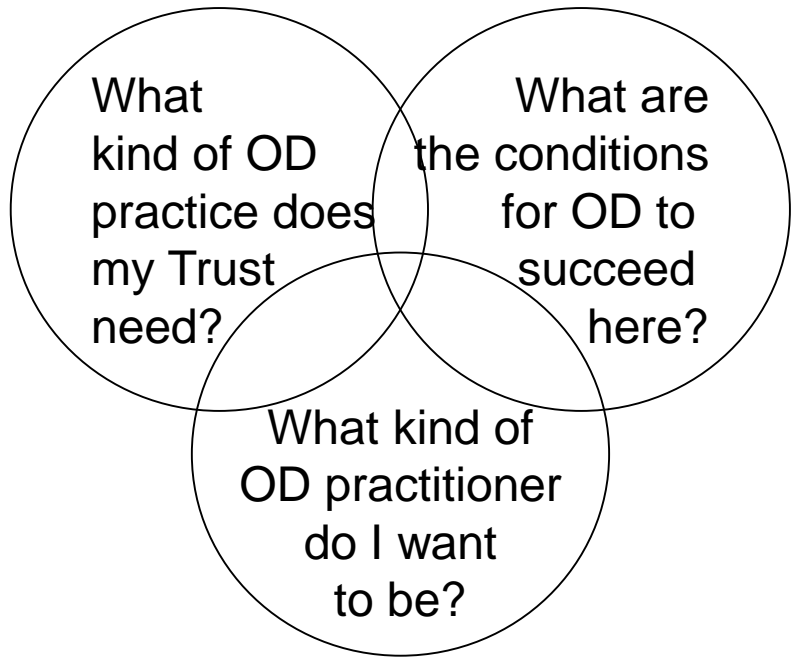 What
kind of OD
practice does
my Trust
need?
What are
the conditions
for OD to
succeed
here?
What kind of
OD practitioner
do I want
to be?